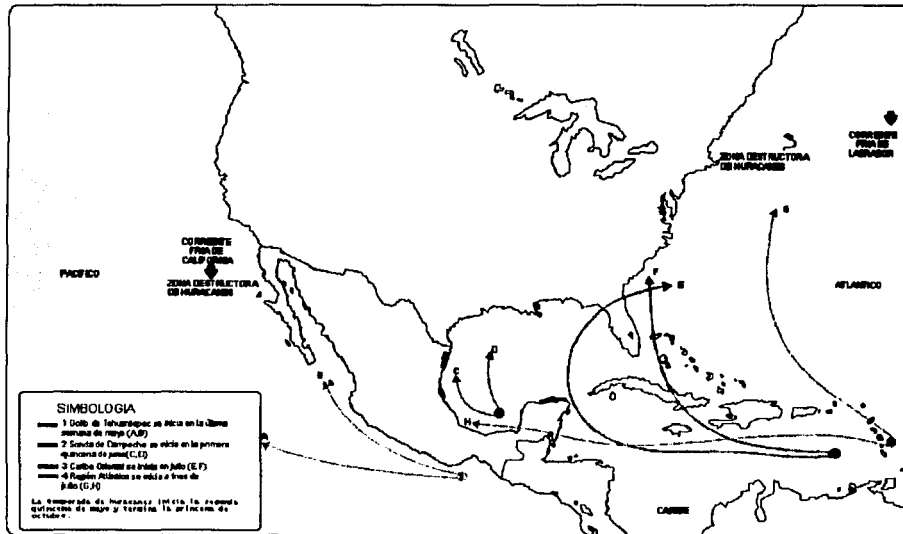 CORRIENTE
FRIA DE
LABRADOR
ZONA DESTRUCTORA
DE HURACANES
G
CORRIENTE
FRIA DE
CALIFORNIA
PACIFICO
ZONA DESTRUCTORA
DE HURACANES
F
E
ATLANTICO
D
C
B
H
A
CARIBE
SIMBOLOGIA
1 Golfo de Tehuantepec se inicia en la última
semana de mayo (A,B)
2 Sonda de Campeche se inicia en la primera
quincena de junio (C,D)
3 Caribe Oriental se inicia en julio (E,F)
4 Región Atlántica se inicia a fines de
julio (G,H)
La temporada de huracanes inicia la segunda
quincena de mayo y termina la primera de
octubre.